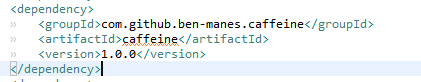 <dependency>
<groupId>com.github.ben-manes.caffeine</groupId>
<artifactId>caffeine</artifactId>
<version>1.0.0</version>
</dependency>